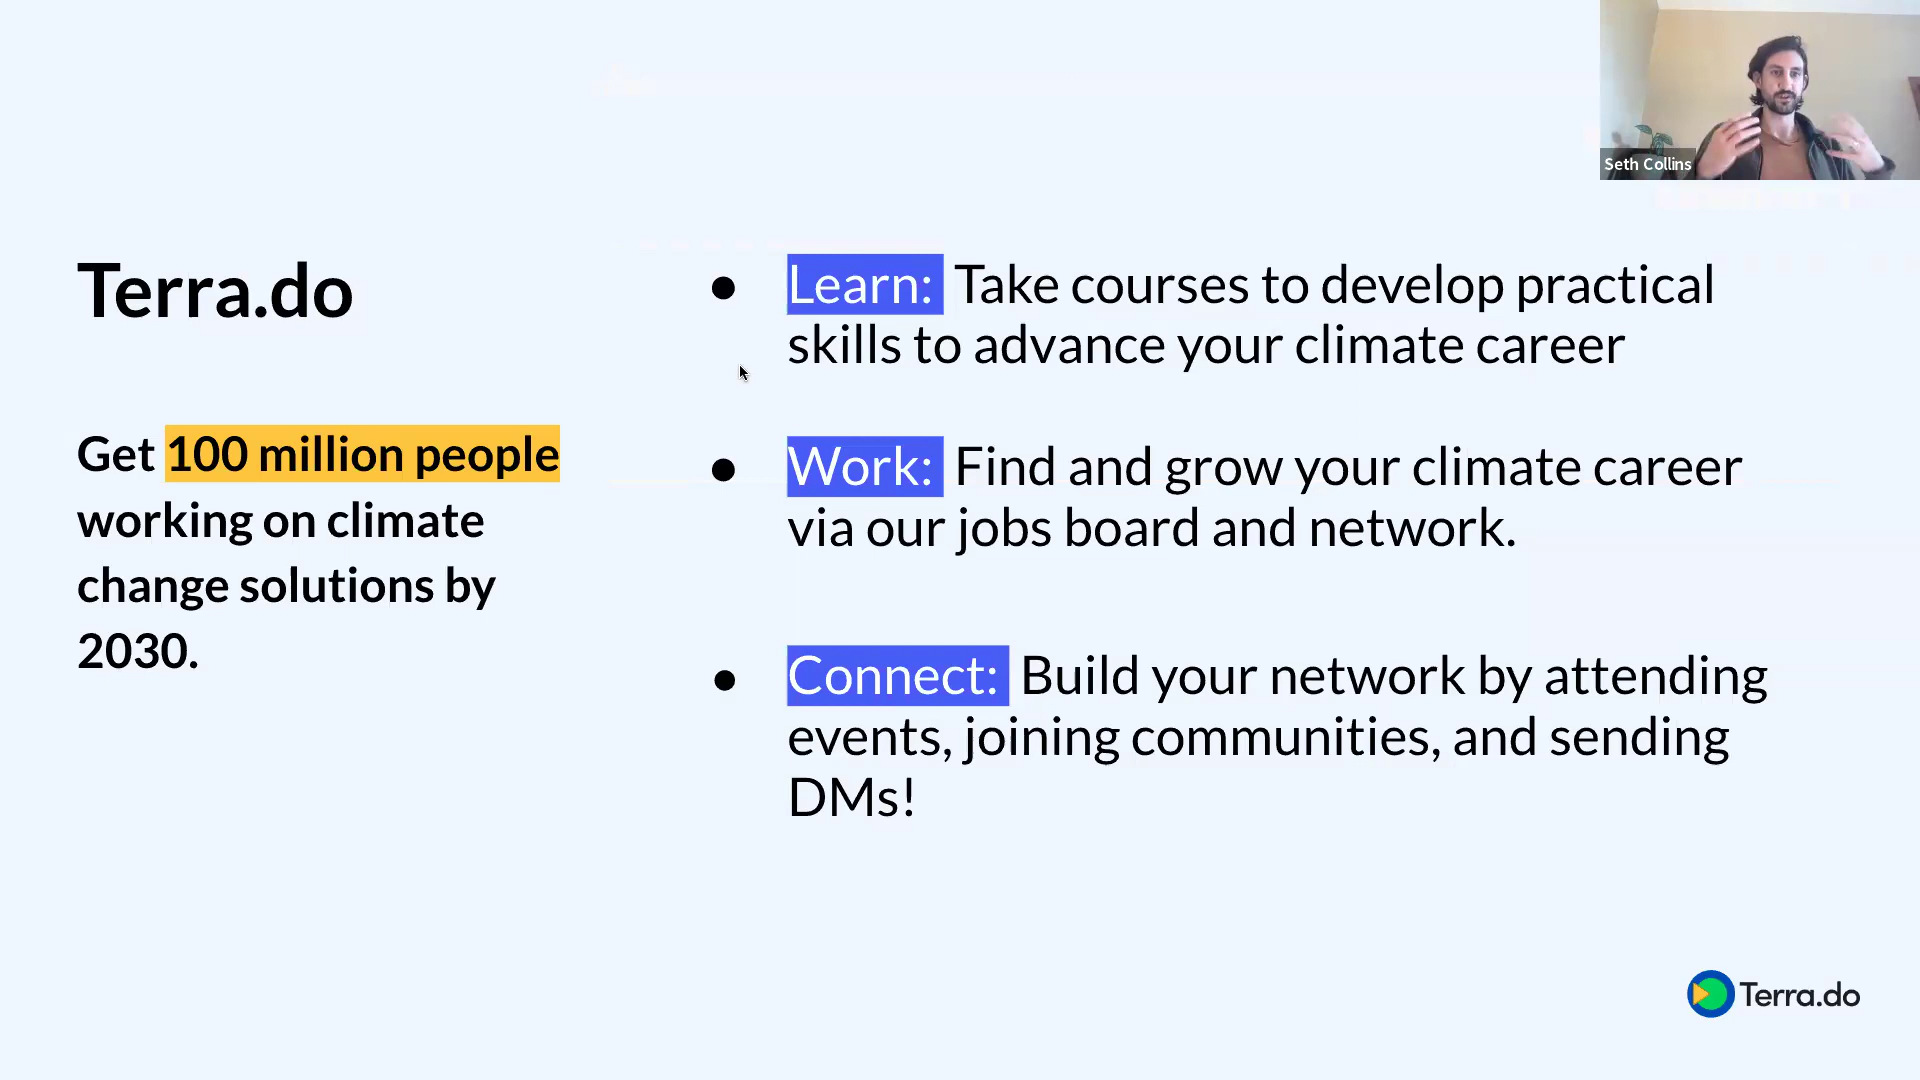 Seth Collins
Terra.do
Get 100 million people
working on climate
change solutions by
2030.
● Learn: Take courses to develop practical
skills to advance your climate career
● Work: Find and grow your climate career
via our jobs board and network.
● Connect: Build your network by attending
events, joining communities, and sending
DMs!
Terra.do